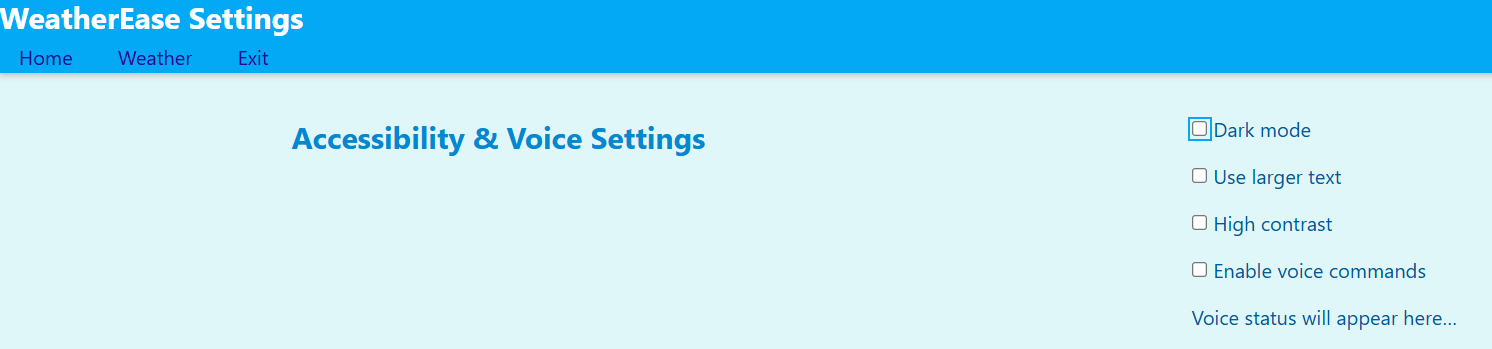 WeatherEase Settings
Home Weather Exit
Accessibility & Voice Settings
Dark mode
Use larger text
High contrast
Enable voice commands
Voice status will appear here...